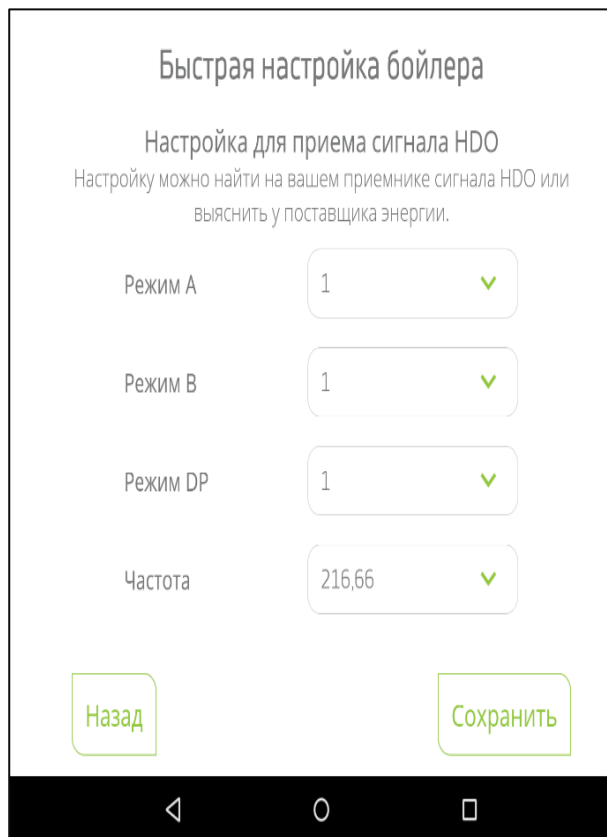 Быстрая настройка бойлера
Настройка для приема сигнала HDO
Настройку можно найти на вашем приемнике сигнала HDO или
выяснить у поставщика энергии.
Режим A
1
Режим B
1
Режим DP
1
Частота
216,66
Назад
Сохранить